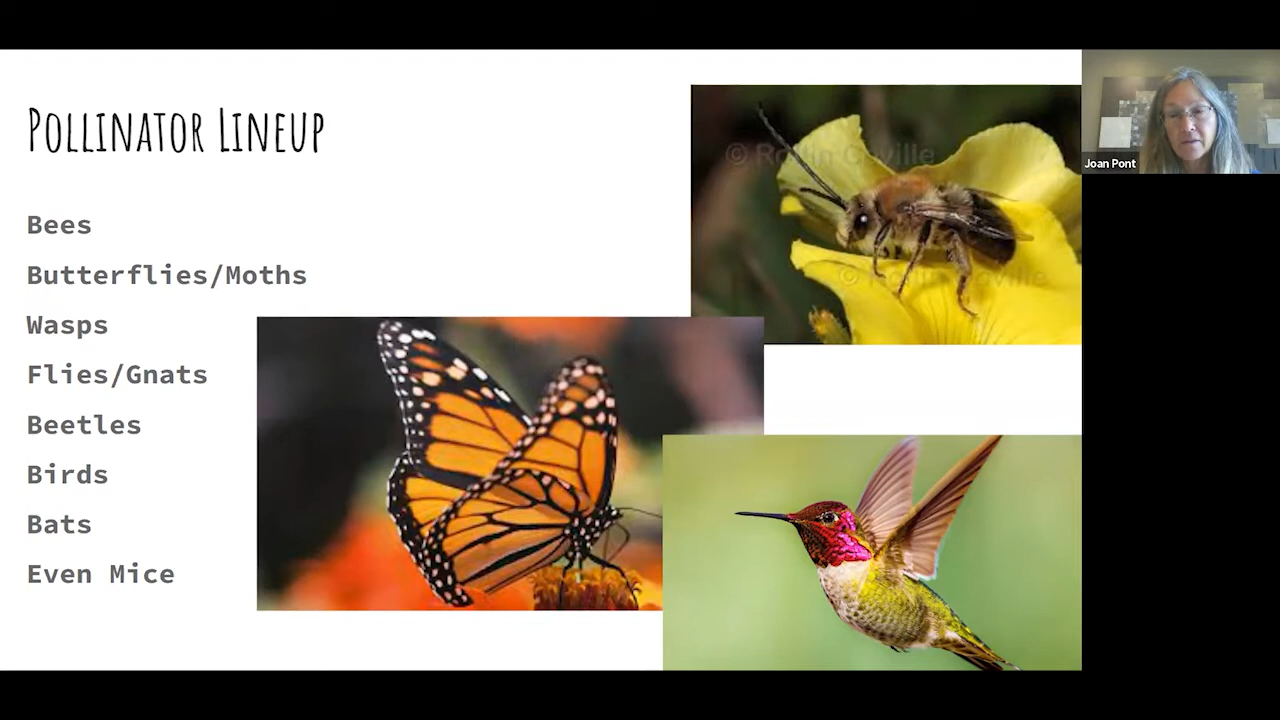 Pollinator Lineup
Bees
Butterflies/Moths
Wasps
Flies/Gnats
Beetles
Birds
Bats
Even Mice
Joan Pont
©
©